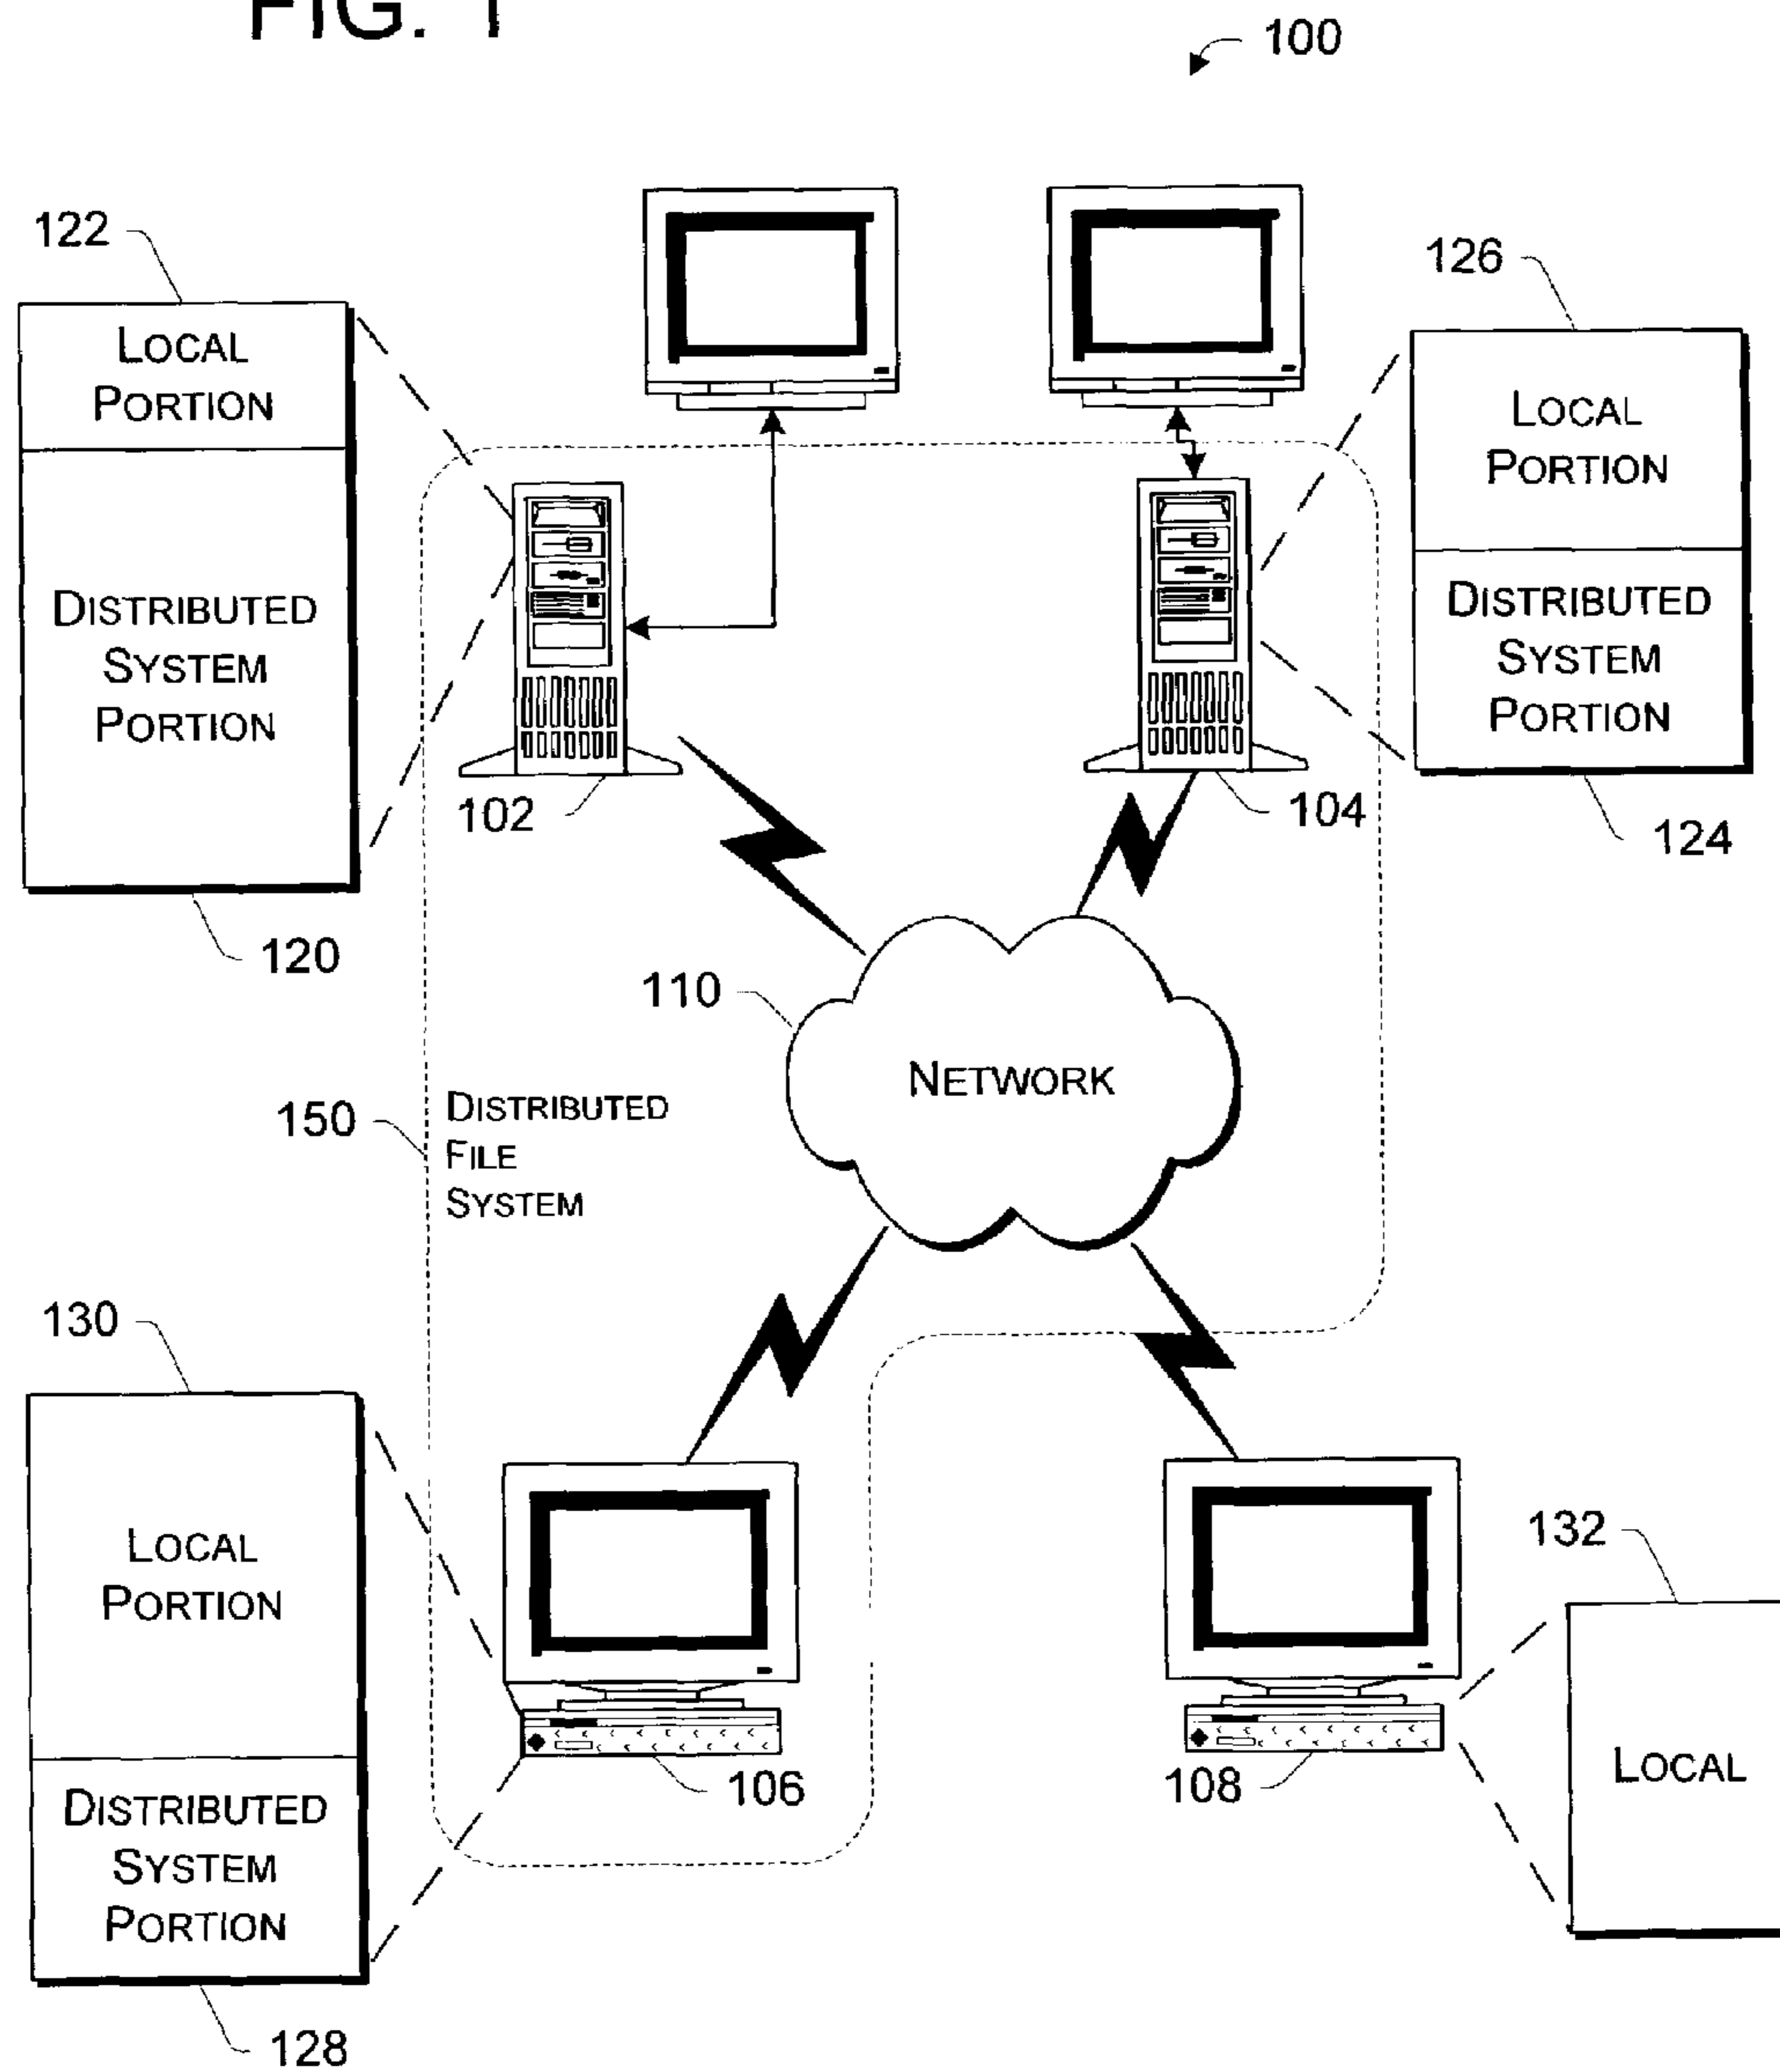 FIG. 1
100
122
126
LOCAL
PORTION
DISTRIBUTED
SYSTEM
PORTION
LOCAL
PORTION
DISTRIBUTED
SYSTEM
PORTION
102
104
124
120
110
NETWORK
150
DISTRIBUTED
FILE
SYSTEM
130
132
LOCAL
PORTION
DISTRIBUTED
SYSTEM
PORTION
LOCAL
106
108
128